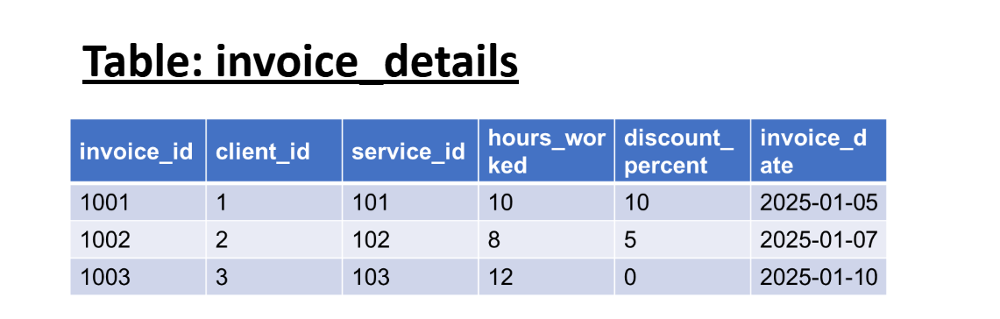 Table: invoice_details
invoice_id client_id service_id hours_wor discount_ invoice_d
ked percent ate
1001 1 101 10 10 2025-01-05
1002 2 102 8 5 2025-01-07
1003 3 103 12 0 2025-01-10